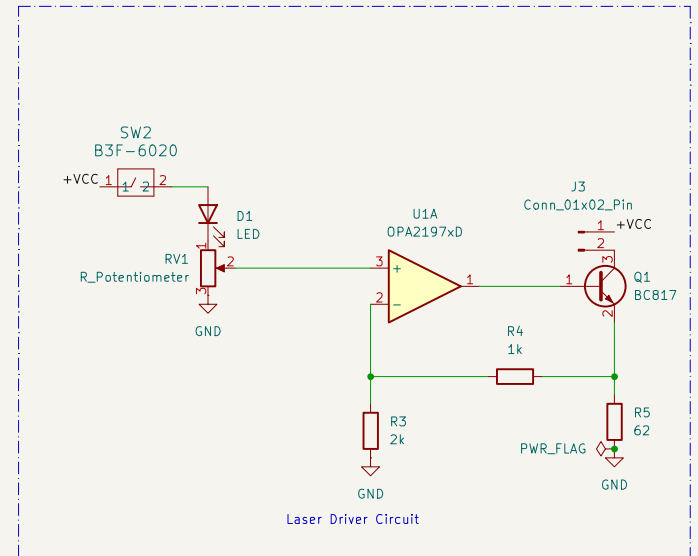 SW2
B3F-6020
+VCC 1 1 2 2
D1
LED
RV1
R_Potentiometer
1
2
3
GND
U1A
OPA2197xD
3
+
2
-
1
J3
Conn_01x02_Pin
1 +VCC
2
3
1
2
Q1
BC817
R4
1k
R3
2k
GND
R5
62
PWR_FLAG
GND
Laser Driver Circuit